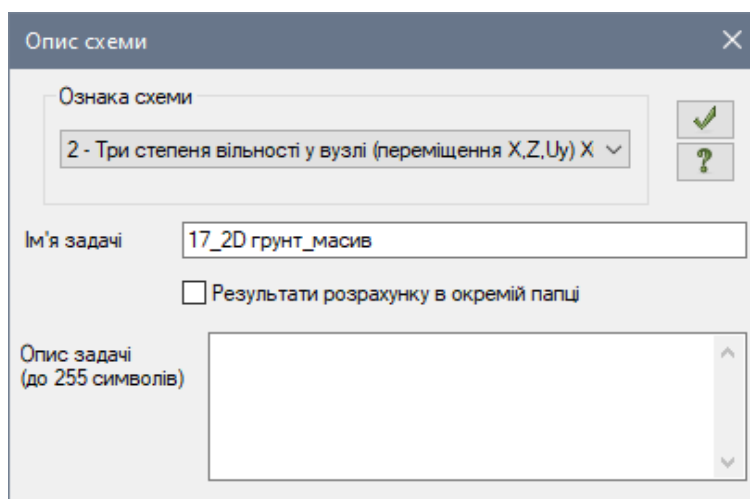 Опис схеми
Ознака схеми
2 - Три степеня вільності у вузлі (переміщення X,Z,Uy) X
Ім'я задачі
17_2D грунт_масив
Результати розрахунку в окремій папці
Опис задачі
(до 255 символів)